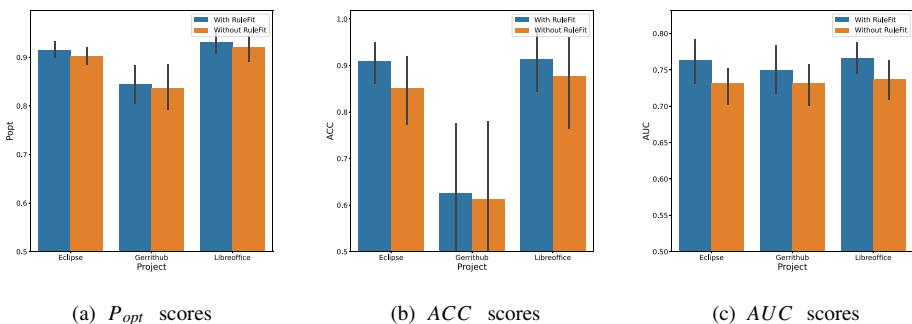 With RuleFit
Without RuleFit
0.9
0.8
0.7
0.6
0.5
Popt
Eclipse
Gerrithub
Libreoffice
Project
(a) P_opt scores
With RuleFit
Without RuleFit
1.0
0.9
0.8
0.7
0.6
0.5
ACC
Eclipse
Gerrithub
Libreoffice
Project
(b) ACC scores
With RuleFit
Without RuleFit
0.80
0.75
0.70
0.65
0.60
0.55
0.50
AUC
Eclipse
Gerrithub
Libreoffice
Project
(c) AUC scores